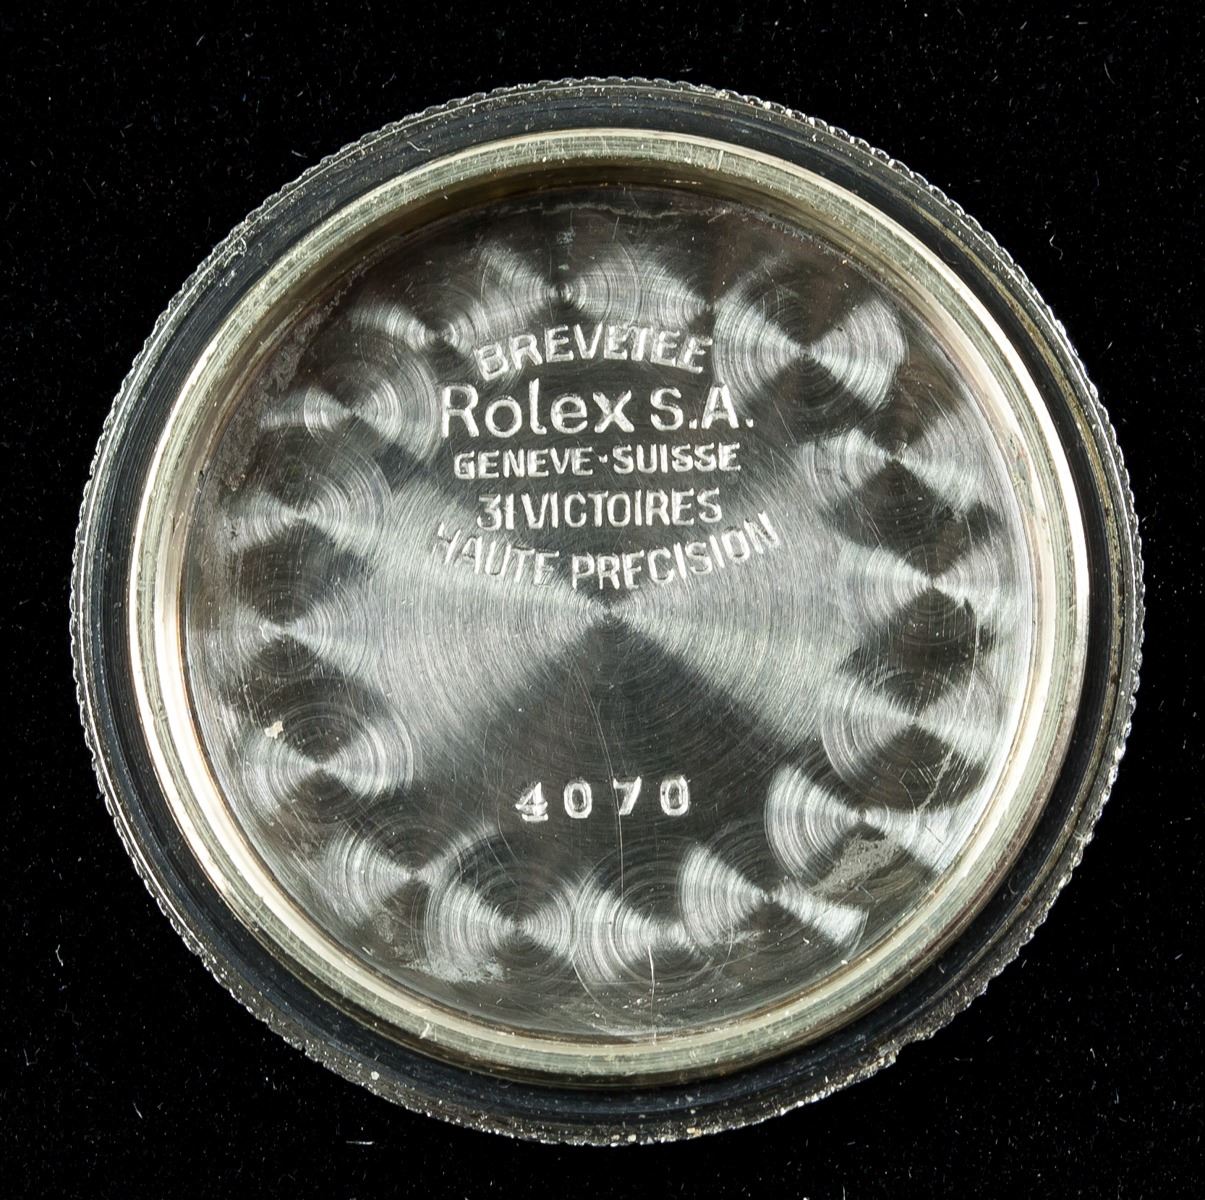 BREVETEE
Rolex S.A.
GENEVE·SUISSE
31 VICTOIRES
HAUTE PRECISION
4070